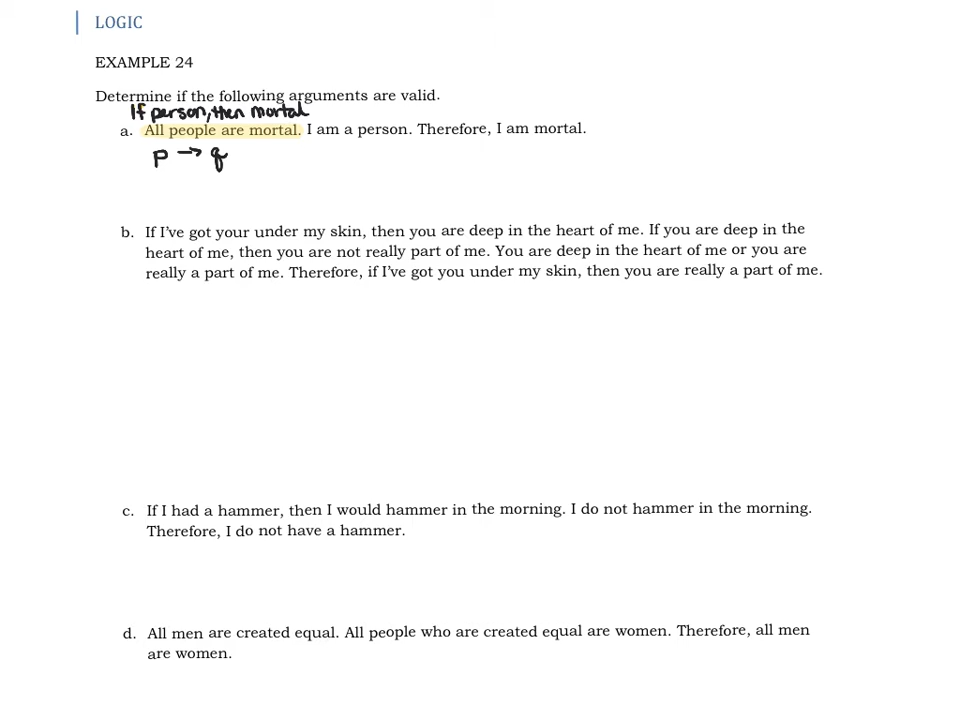 LOGIC
EXAMPLE 24
Determine if the following arguments are valid.
If person, then mortal
a. All people are mortal. I am a person. Therefore, I am mortal.
p → q
b. If I've got your under my skin, then you are deep in the heart of me. If you are deep in the
heart of me, then you are not really part of me. You are deep in the heart of me or you are
really a part of me. Therefore, if I've got you under my skin, then you are really a part of me.
c. If I had a hammer, then I would hammer in the morning. I do not hammer in the morning.
Therefore, I do not have a hammer.
d. All men are created equal. All people who are created equal are women. Therefore, all men
are women.